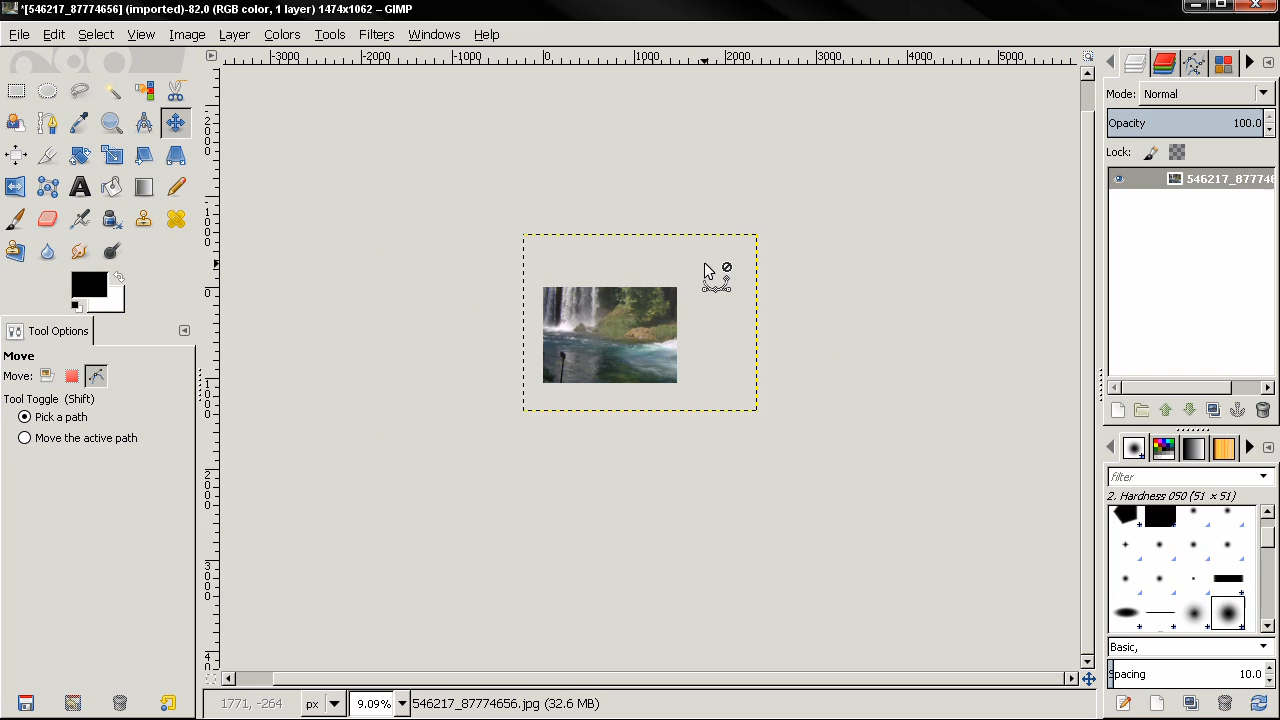 *[546217_87774656] (imported)-82.0 (RGB color, 1 layer) 1474x1062 – GIMP
File Edit Select View Image Layer Colors Tools Filters Windows Help
-3000 -2000 -1000 0 1000 2000 3000 4000 5000
Mode: Normal
Opacity 100.0
Lock:
546217_877746
Tool Options
Move
Move:
Tool Toggle (Shift)
Pick a path
Move the active path
filter
2. Hardness 050 (51 × 51)
Basic,
Spacing 10.0
1771, -264 px 9.09% 546217_87774656.jpg (32.6 MB)